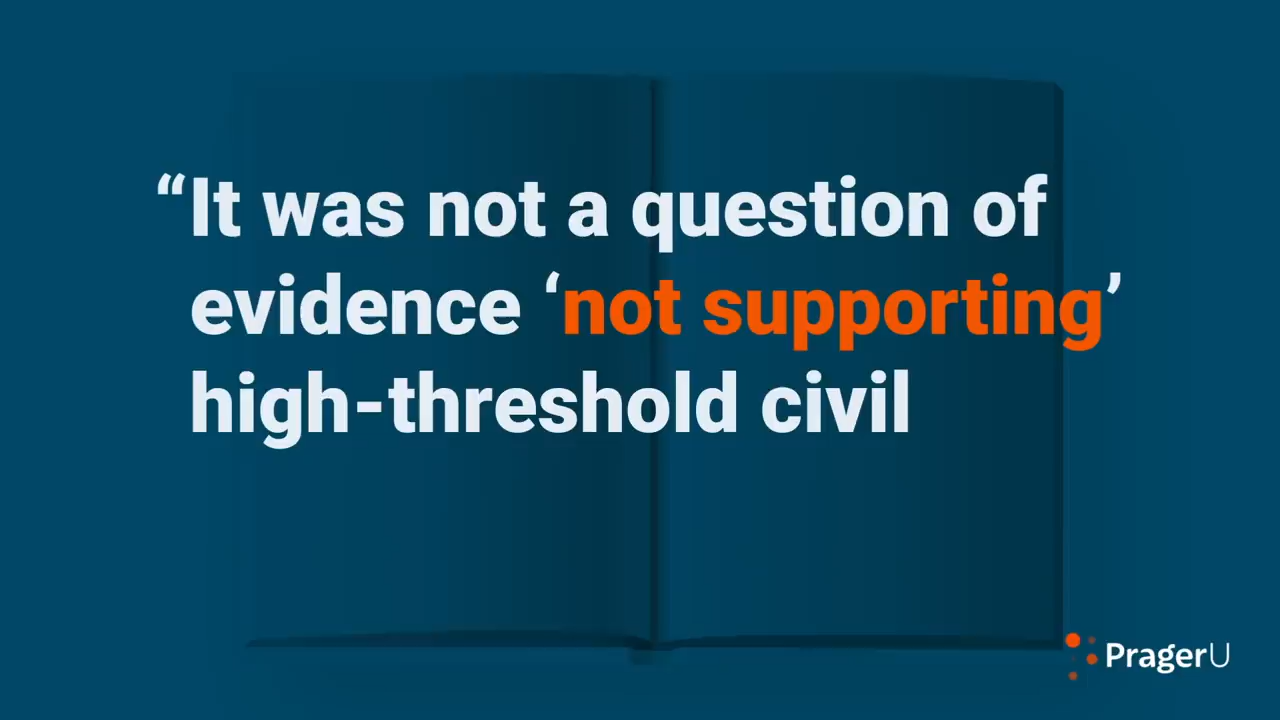 “It was not a question of
evidence ‘not supporting’
high-threshold civil
PragerU